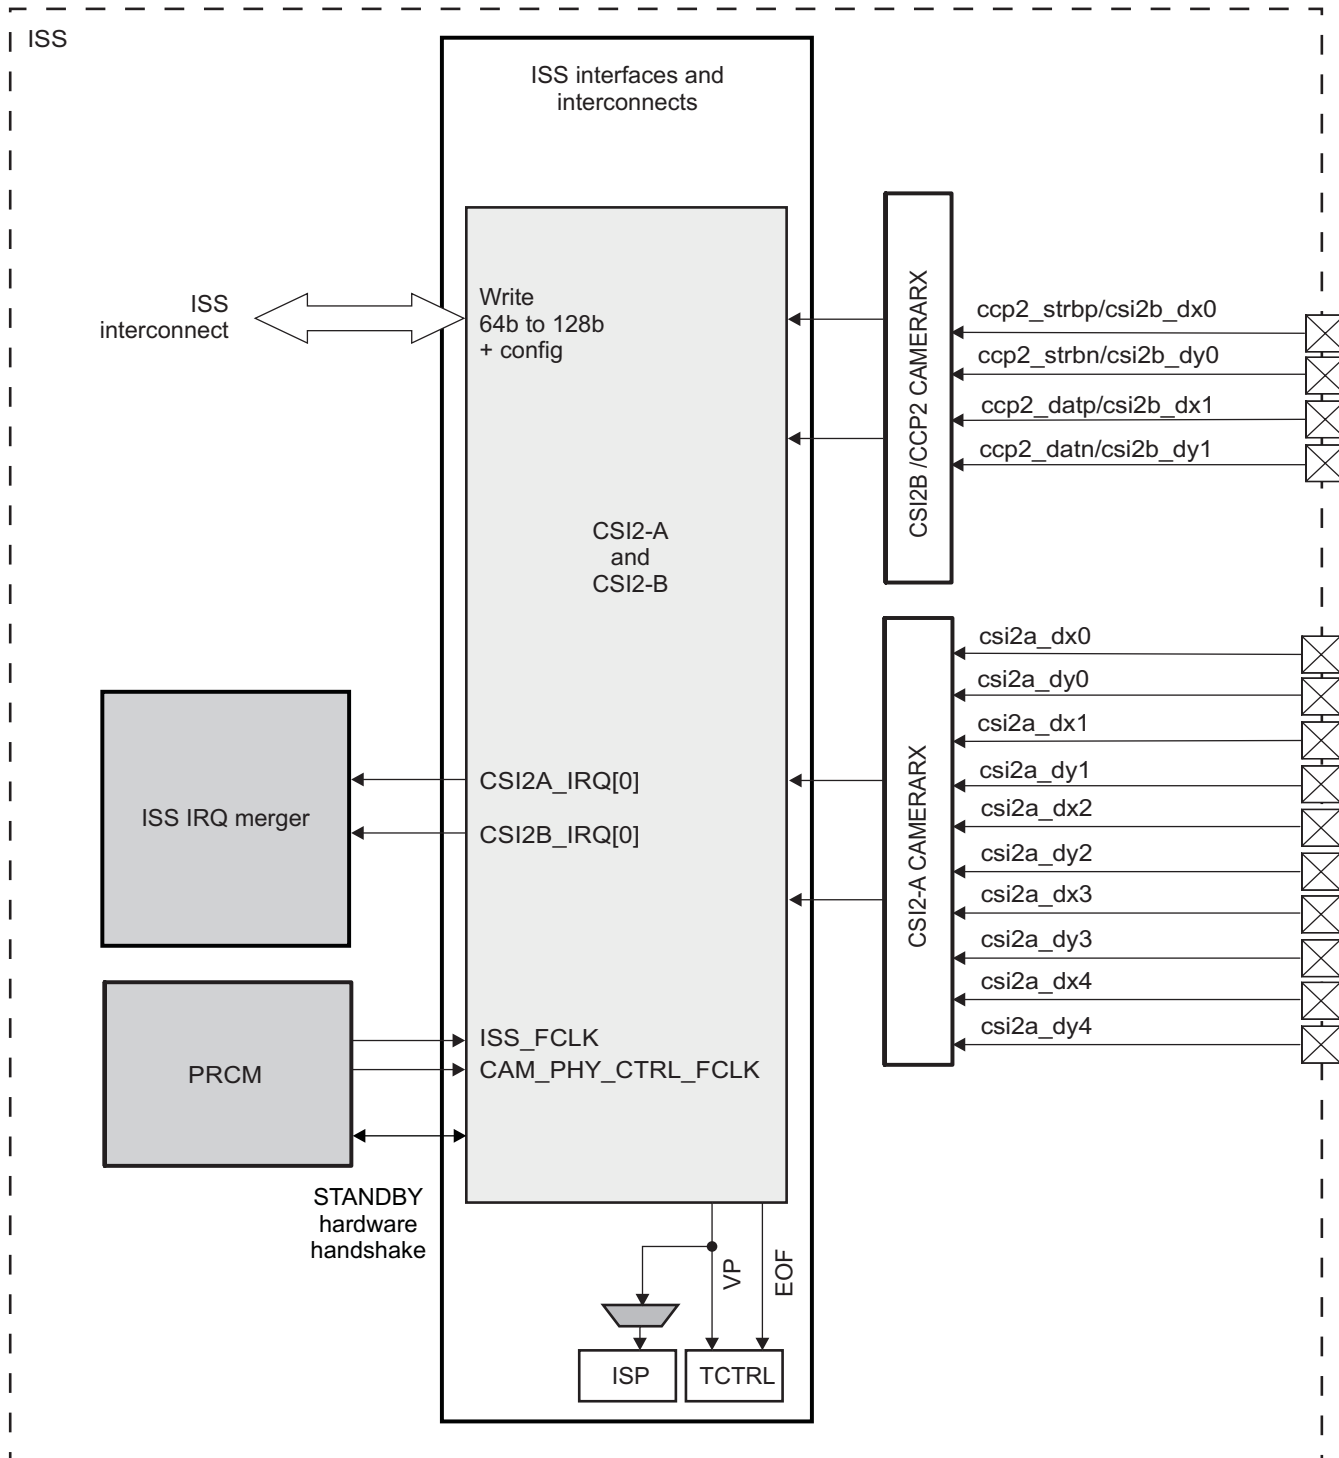 ISS
ISS interfaces and
interconnects
ISS
interconnect
Write
64b to 128b
+ config
CSI2-A
and
CSI2-B
CSI2B /CCP2 CAMERARX
ccp2_strbp/csi2b_dx0
ccp2_strbn/csi2b_dy0
ccp2_datp/csi2b_dx1
ccp2_datn/csi2b_dy1
CSI2-A CAMERARX
csi2a_dx0
csi2a_dy0
csi2a_dx1
csi2a_dy1
csi2a_dx2
csi2a_dy2
csi2a_dx3
csi2a_dy3
csi2a_dx4
csi2a_dy4
ISS IRQ merger
CSI2A_IRQ[0]
CSI2B_IRQ[0]
PRCM
ISS_FCLK
CAM_PHY_CTRL_FCLK
STANDBY
hardware
handshake
VP
EOF
ISP
TCTRL